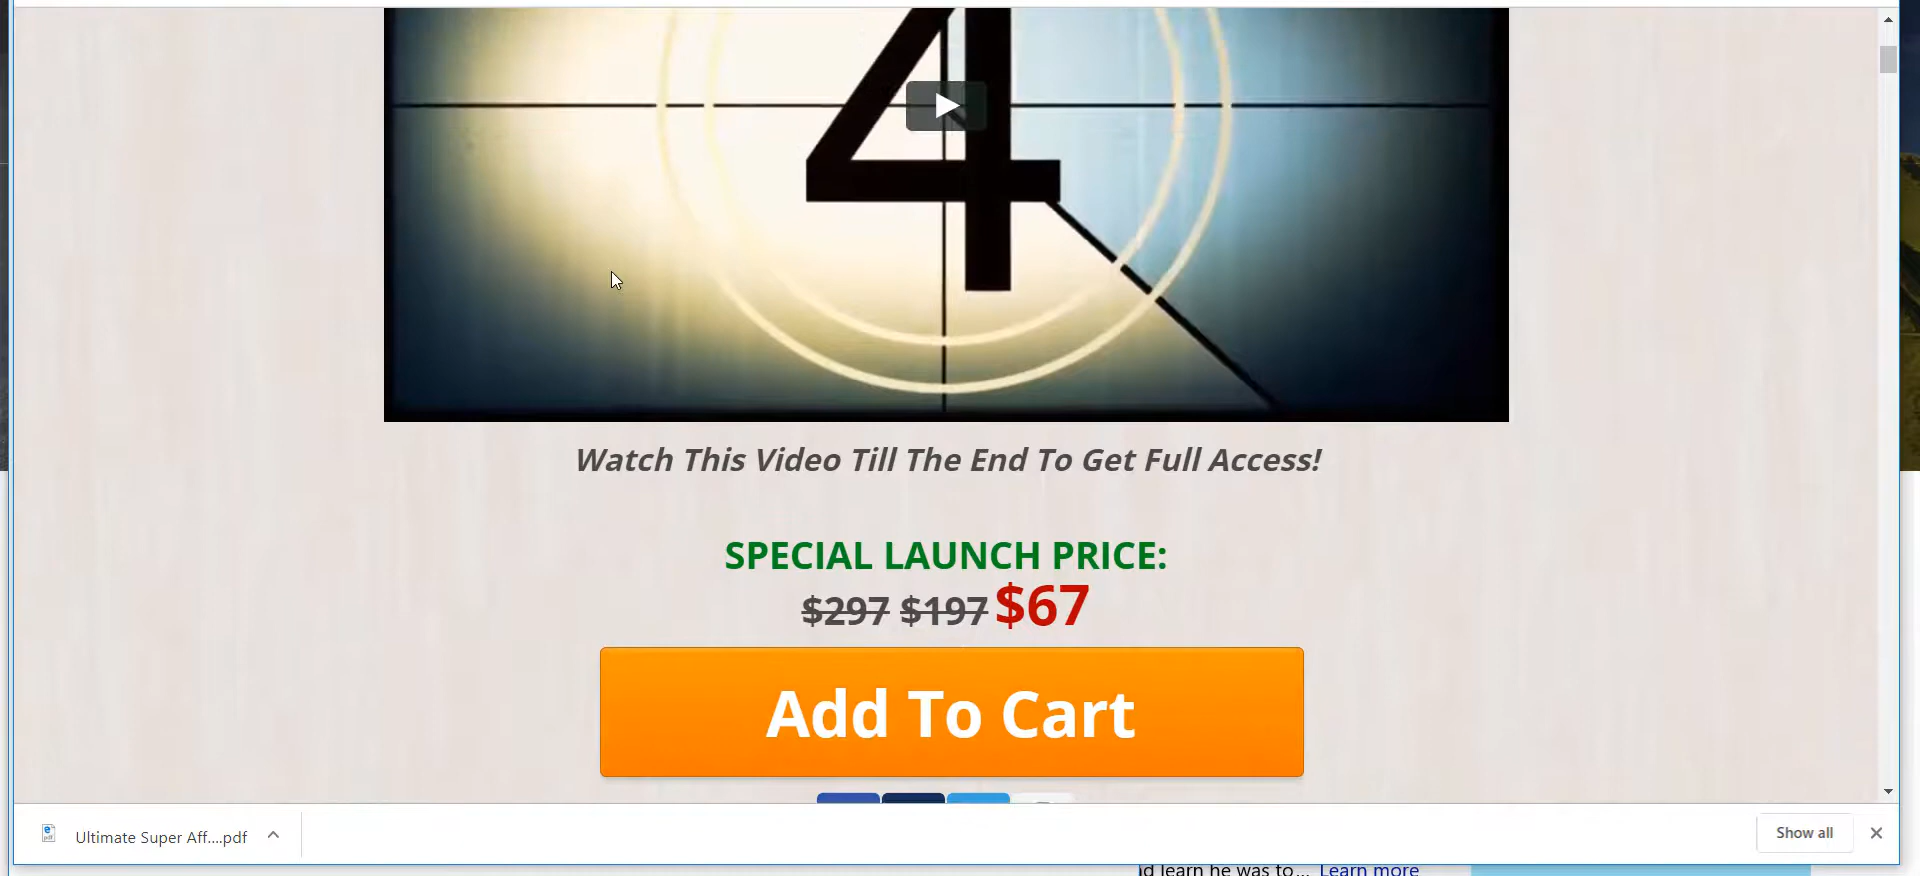 4
Watch This Video Till The End To Get Full Access!
SPECIAL LAUNCH PRICE:
$297 $197 $67
Add To Cart
Ultimate Super Aff....pdf
Show all
d learn he was to... Learn more